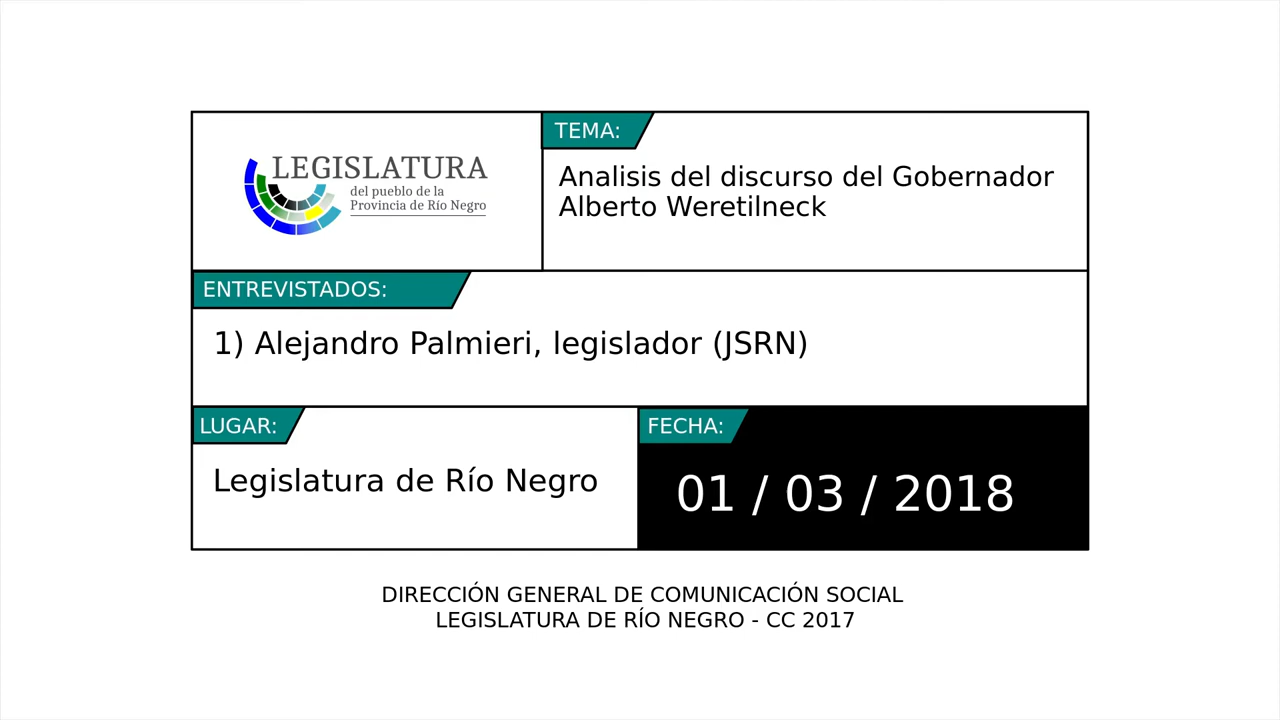 LEGISLATURA
del pueblo de la
Provincia de Río Negro
TEMA:
Analisis del discurso del Gobernador
Alberto Weretilneck
ENTREVISTADOS:
1) Alejandro Palmieri, legislador (JSRN)
LUGAR:
Legislatura de Río Negro
FECHA:
01 / 03 / 2018
DIRECCIÓN GENERAL DE COMUNICACIÓN SOCIAL
LEGISLATURA DE RÍO NEGRO - CC 2017